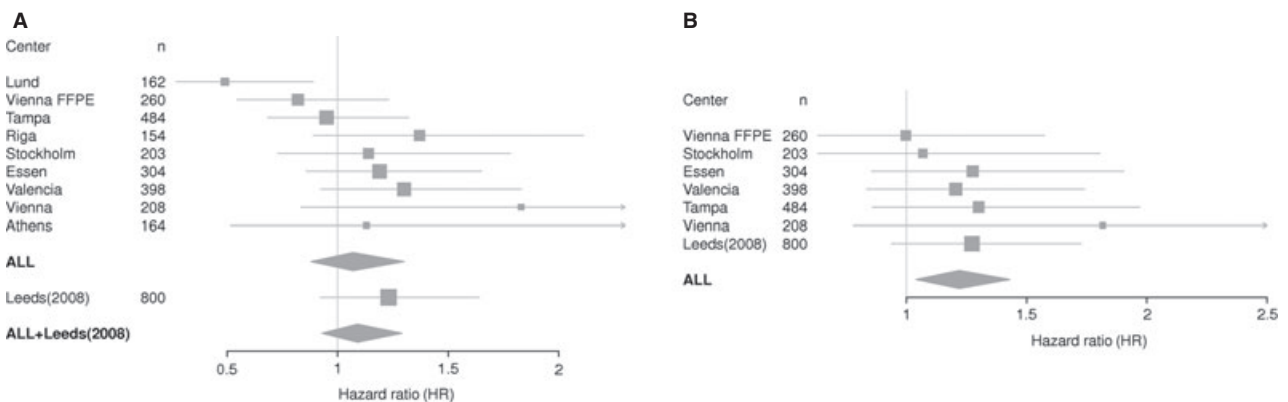 A
Center n
Lund 162
Vienna FFPE 260
Tampa 484
Riga 154
Stockholm 203
Essen 304
Valencia 398
Vienna 208
Athens 164
ALL
Leeds(2008) 800
ALL+Leeds(2008)
0.5 1 1.5 2
Hazard ratio (HR)
B
Center n
Vienna FFPE 260
Stockholm 203
Essen 304
Valencia 398
Tampa 484
Vienna 208
Leeds(2008) 800
ALL
1 1.5 2 2.5
Hazard ratio (HR)